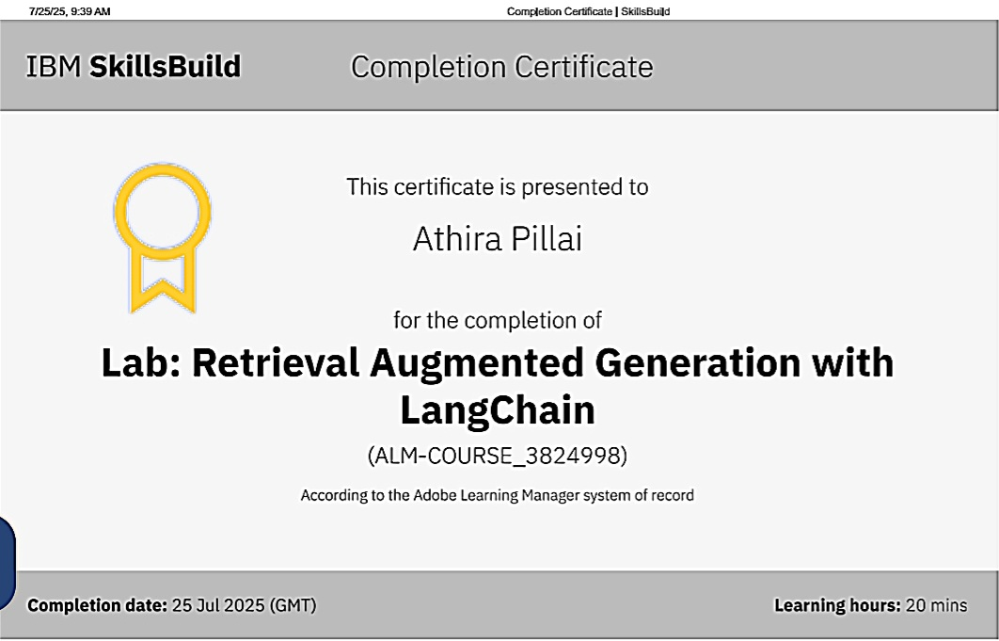 7/25/25, 9:39 AM
Completion Certificate | SkillsBuild
IBM SkillsBuild
Completion Certificate
This certificate is presented to
Athira Pillai
for the completion of
Lab: Retrieval Augmented Generation with
LangChain
(ALM-COURSE_3824998)
According to the Adobe Learning Manager system of record
Completion date: 25 Jul 2025 (GMT)
Learning hours: 20 mins